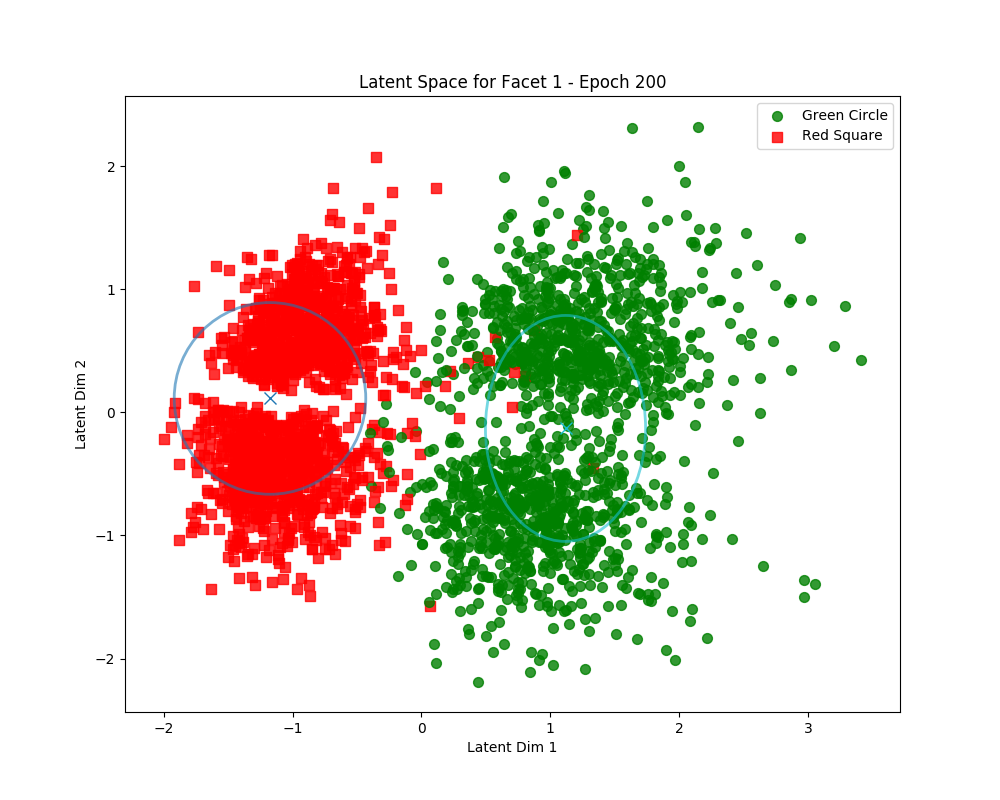 Latent Space for Facet 1 - Epoch 200
Green Circle
Red Square
2
1
0
−1
−2
Latent Dim 2
−2
−1
0
1
2
3
Latent Dim 1